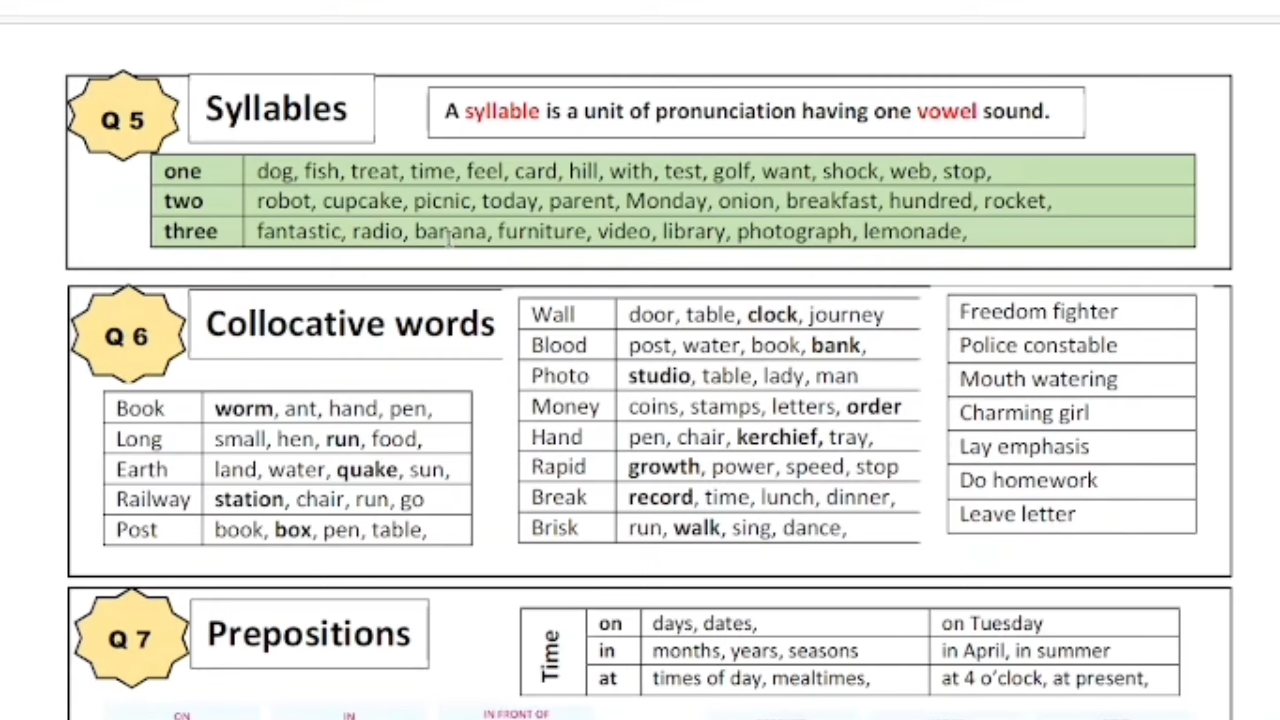 Q 5
Syllables
A syllable is a unit of pronunciation having one vowel sound.
one dog, fish, treat, time, feel, card, hill, with, test, golf, want, shock, web, stop,
two robot, cupcake, picnic, today, parent, Monday, onion, breakfast, hundred, rocket,
three fantastic, radio, banana, furniture, video, library, photograph, lemonade,
Q 6
Collocative words
Book worm, ant, hand, pen,
Long small, hen, run, food,
Earth land, water, quake, sun,
Railway station, chair, run, go
Post book, box, pen, table,
Wall door, table, clock, journey
Blood post, water, book, bank,
Photo studio, table, lady, man
Money coins, stamps, letters, order
Hand pen, chair, kerchief, tray,
Rapid growth, power, speed, stop
Break record, time, lunch, dinner,
Brisk run, walk, sing, dance,
Freedom fighter
Police constable
Mouth watering
Charming girl
Lay emphasis
Do homework
Leave letter
Q 7
Prepositions
Time
on days, dates, on Tuesday
in months, years, seasons in April, in summer
at times of day, mealtimes, at 4 o'clock, at present,
ON IN IN FRONT OF